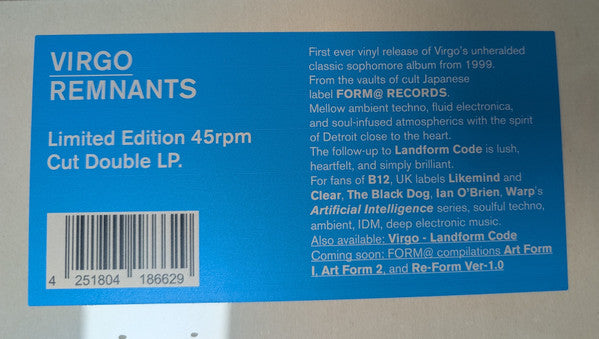 VIRGO
REMNANTS
Limited Edition 45rpm
Cut Double LP.
4 251804 186629
First ever vinyl release of Virgo's unheralded
classic sophomore album from 1999.
From the vaults of cult Japanese
label FORM@ RECORDS.
Mellow ambient techno, fluid electronica,
and soul-infused atmospherics with the spirit
of Detroit close to the heart.
The follow-up to Landform Code is lush,
heartfelt, and simply brilliant.
For fans of B12, UK labels Likemind and
Clear, The Black Dog, Ian O'Brien, Warp's
Artificial Intelligence series, soulful techno,
ambient, IDM, deep electronic music.
Also available: Virgo - Landform Code
Coming soon: FORM@ compilations Art Form
I, Art Form 2, and Re-Form Ver-1.0